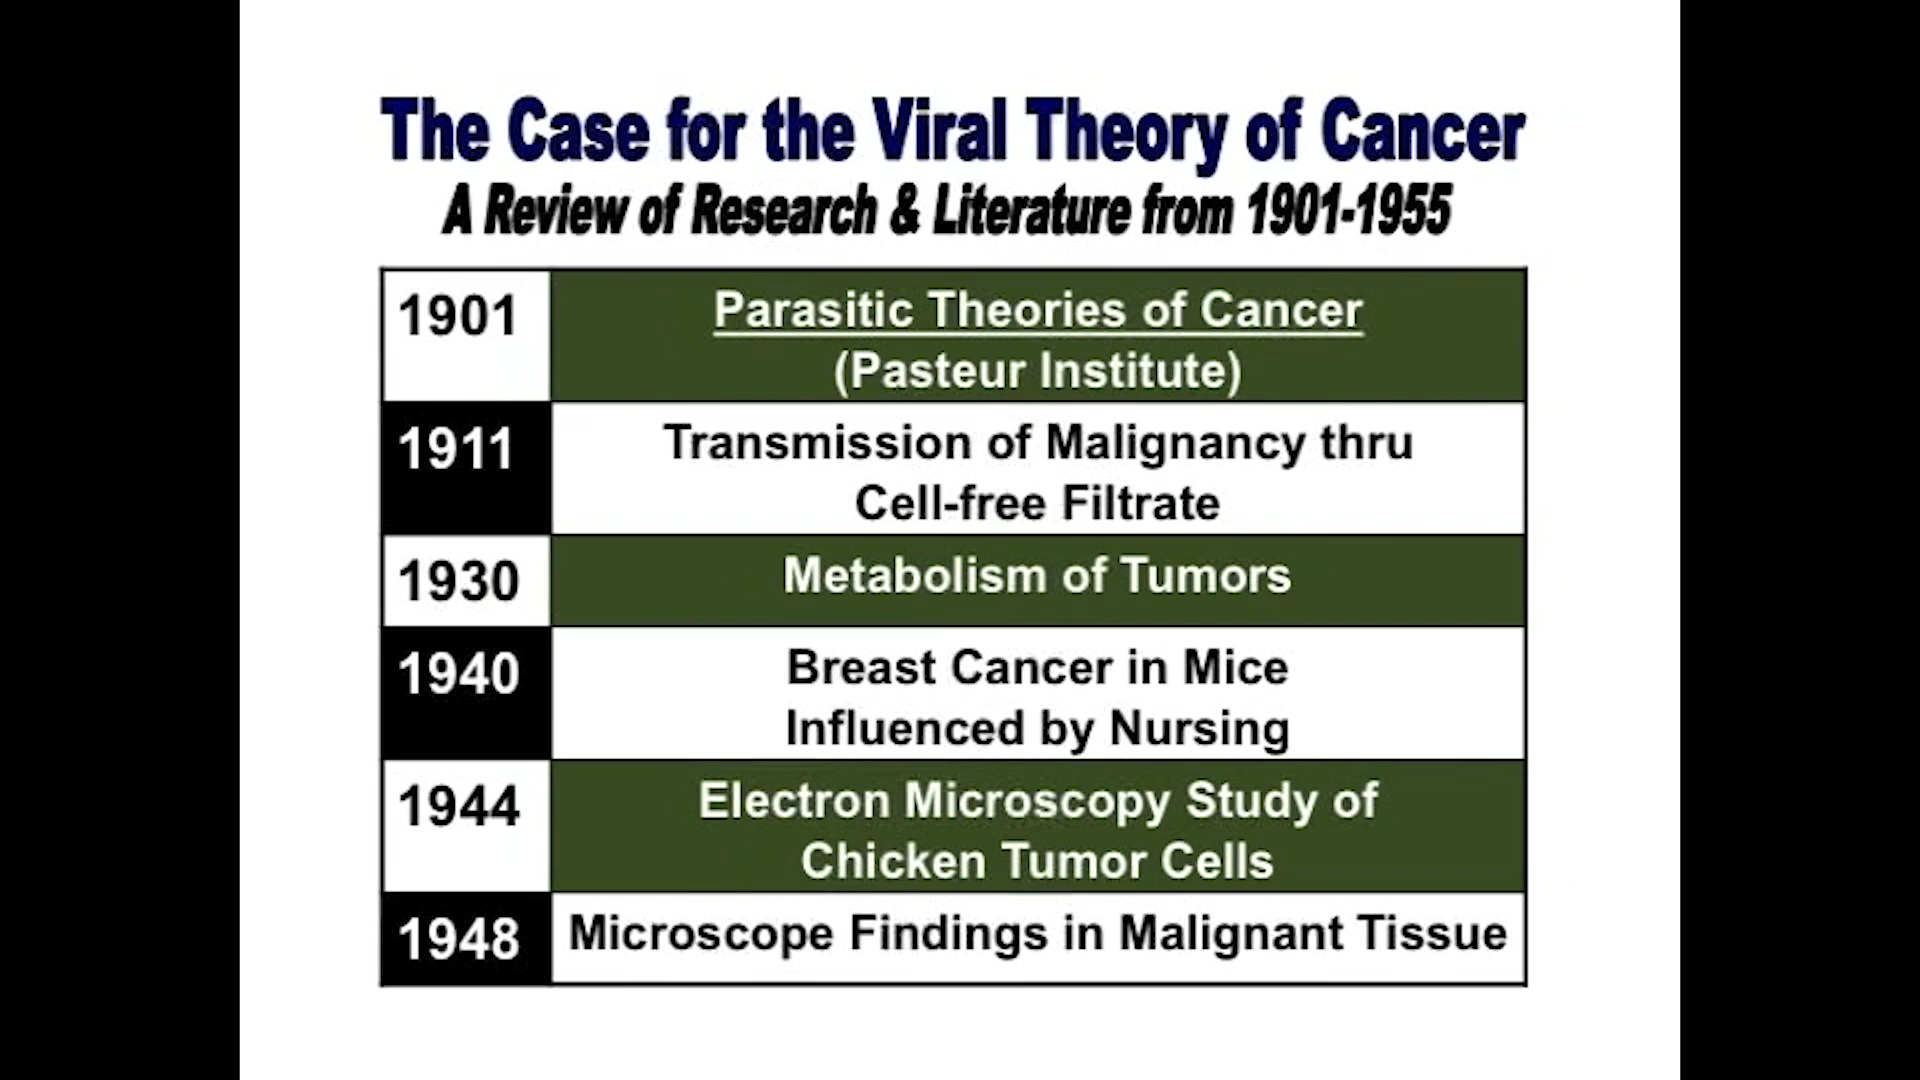 The Case for the Viral Theory of Cancer
A Review of Research & Literature from 1901-1955
1901
Parasitic Theories of Cancer
(Pasteur Institute)
1911
Transmission of Malignancy thru
Cell-free Filtrate
1930
Metabolism of Tumors
1940
Breast Cancer in Mice
Influenced by Nursing
1944
Electron Microscopy Study of
Chicken Tumor Cells
1948
Microscope Findings in Malignant Tissue